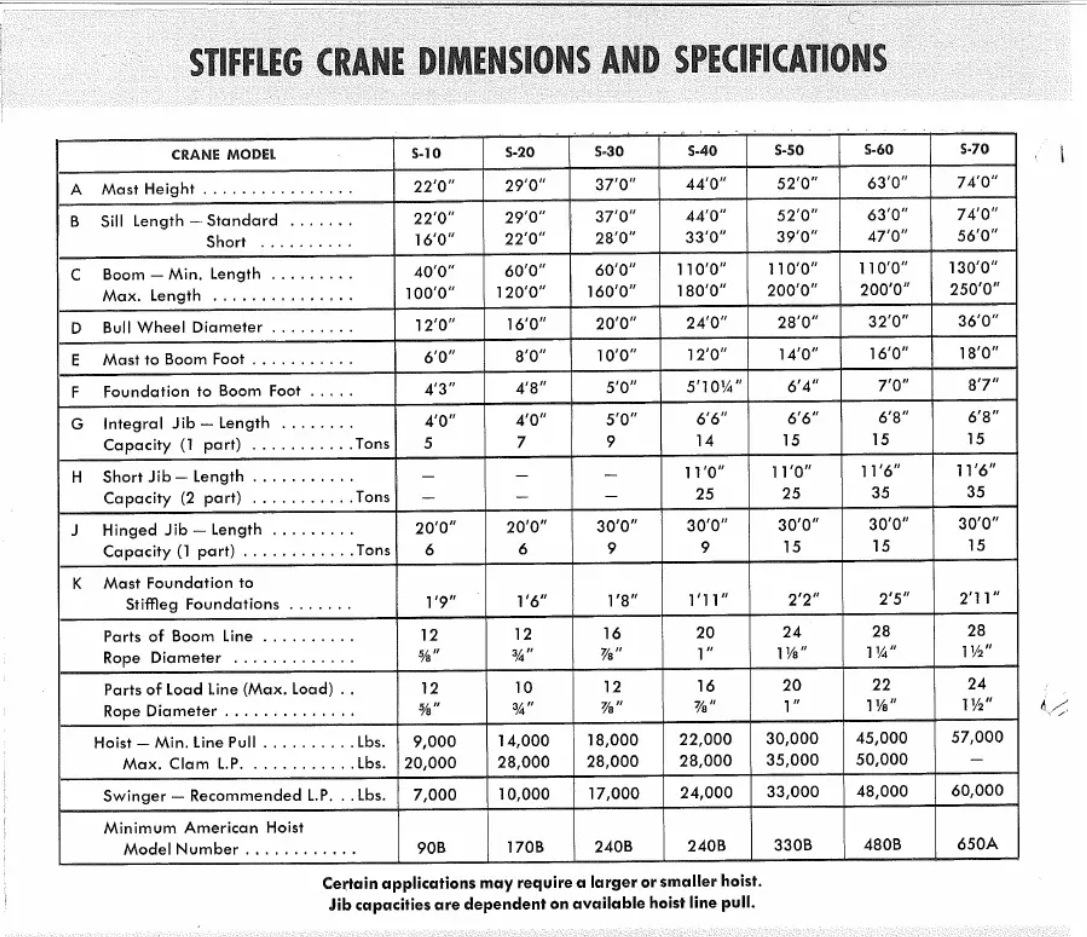 STIFFLEG CRANE DIMENSIONS AND SPECIFICATIONS
CRANE MODEL S-10 S-20 S-30 S-40 S-50 S-60 S-70
A Mast Height ................ 22'0" 29'0" 37'0" 44'0" 52'0" 63'0" 74'0"
B Sill Length — Standard ....... 22'0" 29'0" 37'0" 44'0" 52'0" 63'0" 74'0"
Short .......... 16'0" 22'0" 28'0" 33'0" 39'0" 47'0" 56'0"
C Boom — Min. Length ......... 40'0" 60'0" 60'0" 110'0" 110'0" 110'0" 130'0"
Max. Length ............... 100'0" 120'0" 160'0" 180'0" 200'0" 200'0" 250'0"
D Bull Wheel Diameter ......... 12'0" 16'0" 20'0" 24'0" 28'0" 32'0" 36'0"
E Mast to Boom Foot ........... 6'0" 8'0" 10'0" 12'0" 14'0" 16'0" 18'0"
F Foundation to Boom Foot ..... 4'3" 4'8" 5'0" 5'10¼" 6'4" 7'0" 8'7"
G Integral Jib — Length ........ 4'0" 4'0" 5'0" 6'6" 6'6" 6'8" 6'8"
Capacity (1 part) ...........Tons 5 7 9 14 15 15 15
H Short Jib — Length ........... — — — 11'0" 11'0" 11'6" 11'6"
Capacity (2 part) ...........Tons — — — 25 25 35 35
J Hinged Jib — Length ......... 20'0" 20'0" 30'0" 30'0" 30'0" 30'0" 30'0"
Capacity (1 part) ............Tons 6 6 9 9 15 15 15
K Mast Foundation to
Stiffleg Foundations ....... 1'9" 1'6" 1'8" 1'11" 2'2" 2'5" 2'11"
Parts of Boom Line .......... 12 12 16 20 24 28 28
Rope Diameter ............. ⅝" ¾" ⅞" 1" 1⅛" 1¼" 1½"
Parts of Load Line (Max. Load) .. 12 10 12 16 20 22 24
Rope Diameter .............. ⅝" ¾" ⅞" ⅞" 1" 1⅛" 1½"
Hoist — Min. Line Pull ..........Lbs. 9,000 14,000 18,000 22,000 30,000 45,000 57,000
Max. Clam L.P. ............Lbs. 20,000 28,000 28,000 28,000 35,000 50,000 —
Swinger — Recommended L.P. ...Lbs. 7,000 10,000 17,000 24,000 33,000 48,000 60,000
Minimum American Hoist
Model Number ............ 90B 170B 240B 240B 330B 480B 650A
Certain applications may require a larger or smaller hoist.
Jib capacities are dependent on available hoist line pull.